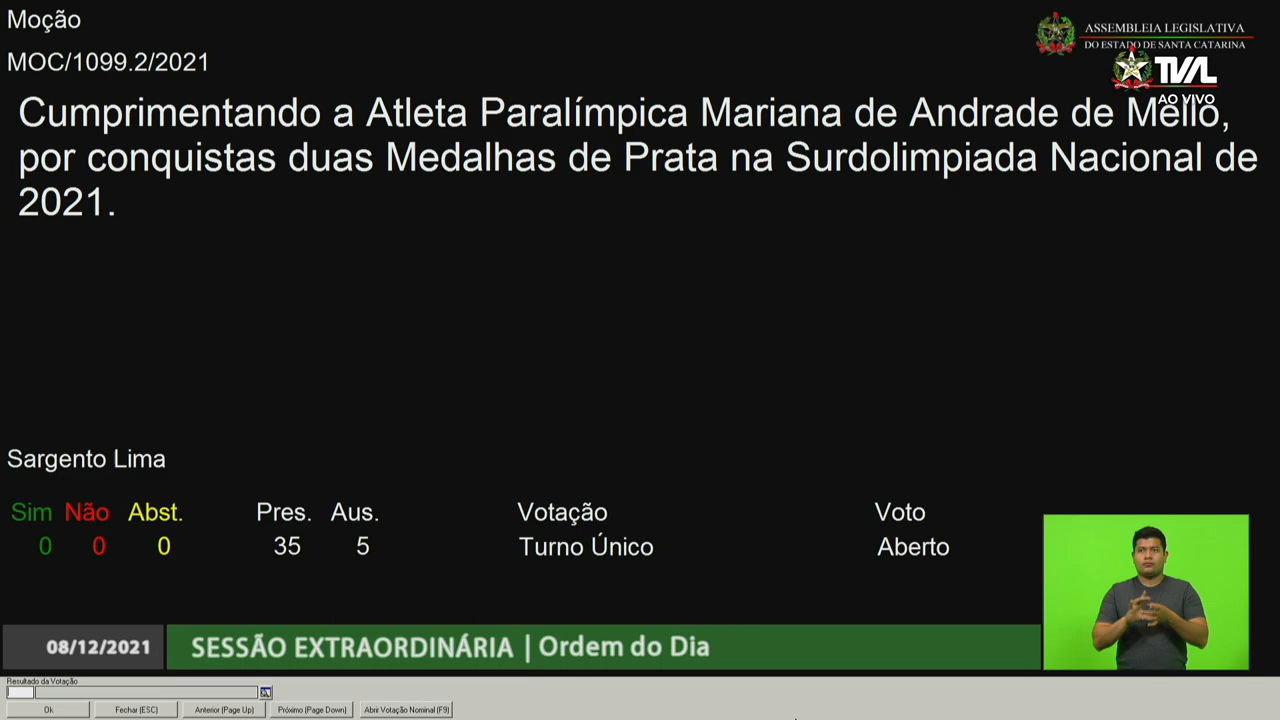 Moção
MOC/1099.2/2021
ASSEMBLEIA LEGISLATIVA
DO ESTADO DE SANTA CATARINA
TVAL
AO VIVO
Cumprimentando a Atleta Paralímpica Mariana de Andrade de Mello,
por conquistas duas Medalhas de Prata na Surdolimpiada Nacional de
2021.
Sargento Lima
Sim Não Abst. Pres. Aus. Votação Voto
0 0 0 35 5 Turno Único Aberto
08/12/2021 SESSÃO EXTRAORDINÁRIA | Ordem do Dia
Resultado da Votação
Ok Fechar (ESC) Anterior (Page Up) Próximo (Page Down) Abrir Votação Nominal (F9)